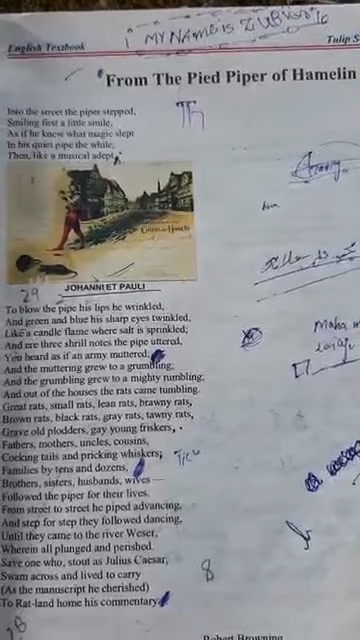 ¡ MY NAME iS ZUBiSO 6
English Textbook
Tulip S
From The Pied Piper of Hamelin
Into the street the piper stepped,
Smiling first a little smile,
As if he knew what magic slept
In his quiet pipe the while;
Then, like a musical adept,
JOHANNI ET PAULI
29
To blow the pipe his lips he wrinkled,
And green and blue his sharp eyes twinkled,
Like a candle flame where salt is sprinkled;
And ere three shrill notes the pipe uttered,
You heard as if an army muttered;
And the muttering grew to a grumbling;
And the grumbling grew to a mighty rumbling;
And out of the houses the rats came tumbling.
Great rats, small rats, lean rats, brawny rats,
Brown rats, black rats, gray rats, tawny rats,
Grave old plodders, gay young friskers,
Fathers, mothers, uncles, cousins,
Cocking tails and pricking whiskers;
Families by tens and dozens,
Brothers, sisters, husbands, wives —
Followed the piper for their lives.
From street to street he piped advancing,
And step for step they followed dancing,
Until they came to the river Weser,
Wherein all plunged and perished.
Save one who, stout as Julius Caesar,
Swam across and lived to carry
(As the manuscript he cherished)
To Rat-land home his commentary.
8
28
Robert Browning